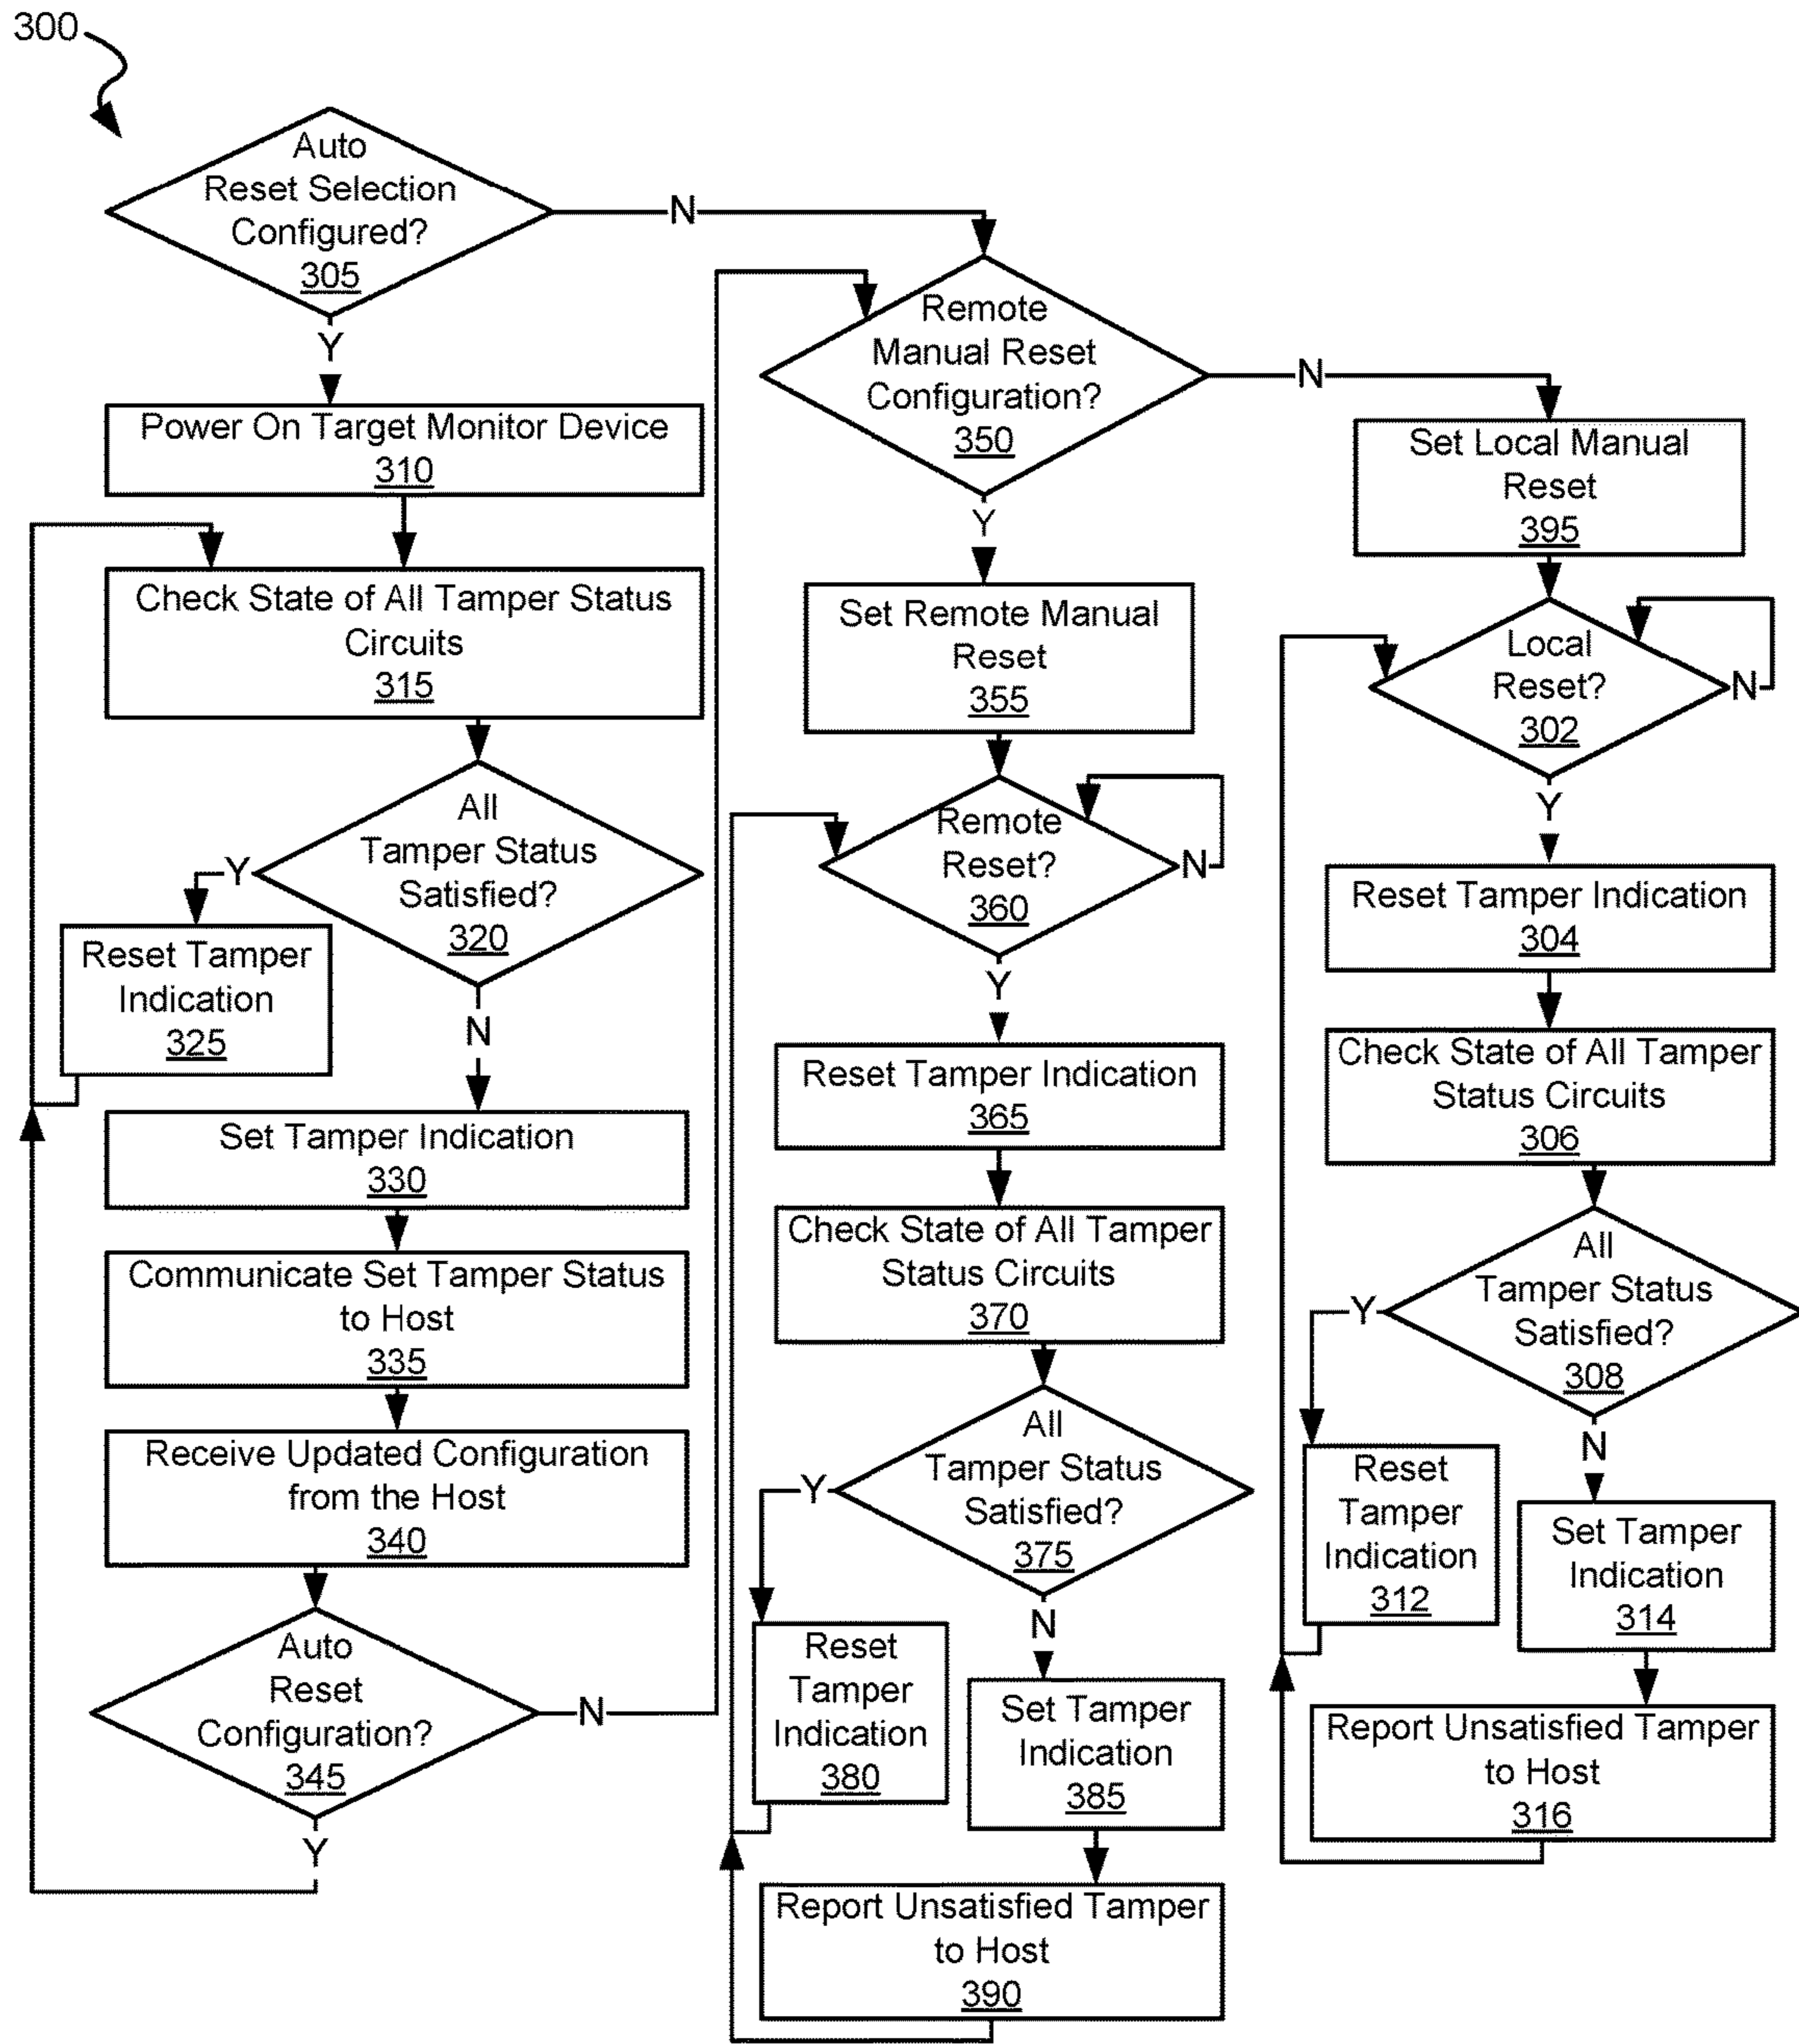 300
Auto
Reset Selection
Configured?
305
N
Y
Power On Target Monitor Device
310
Check State of All Tamper Status
Circuits
315
All
Tamper Status
Satisfied?
320
Y
Reset Tamper
Indication
325
N
Set Tamper Indication
330
Communicate Set Tamper Status
to Host
335
Receive Updated Configuration
from the Host
340
Auto
Reset
Configuration?
345
N
Y
Remote
Manual Reset
Configuration?
350
N
Y
Set Remote Manual
Reset
355
Remote
Reset?
360
N
Y
Reset Tamper Indication
365
Check State of All Tamper
Status Circuits
370
All
Tamper Status
Satisfied?
375
Y
Reset
Tamper
Indication
380
N
Set Tamper
Indication
385
Report Unsatisfied Tamper
to Host
390
Set Local Manual
Reset
395
Local
Reset?
302
N
Y
Reset Tamper Indication
304
Check State of All Tamper
Status Circuits
306
All
Tamper Status
Satisfied?
308
Y
Reset
Tamper
Indication
312
N
Set Tamper
Indication
314
Report Unsatisfied Tamper
to Host
316